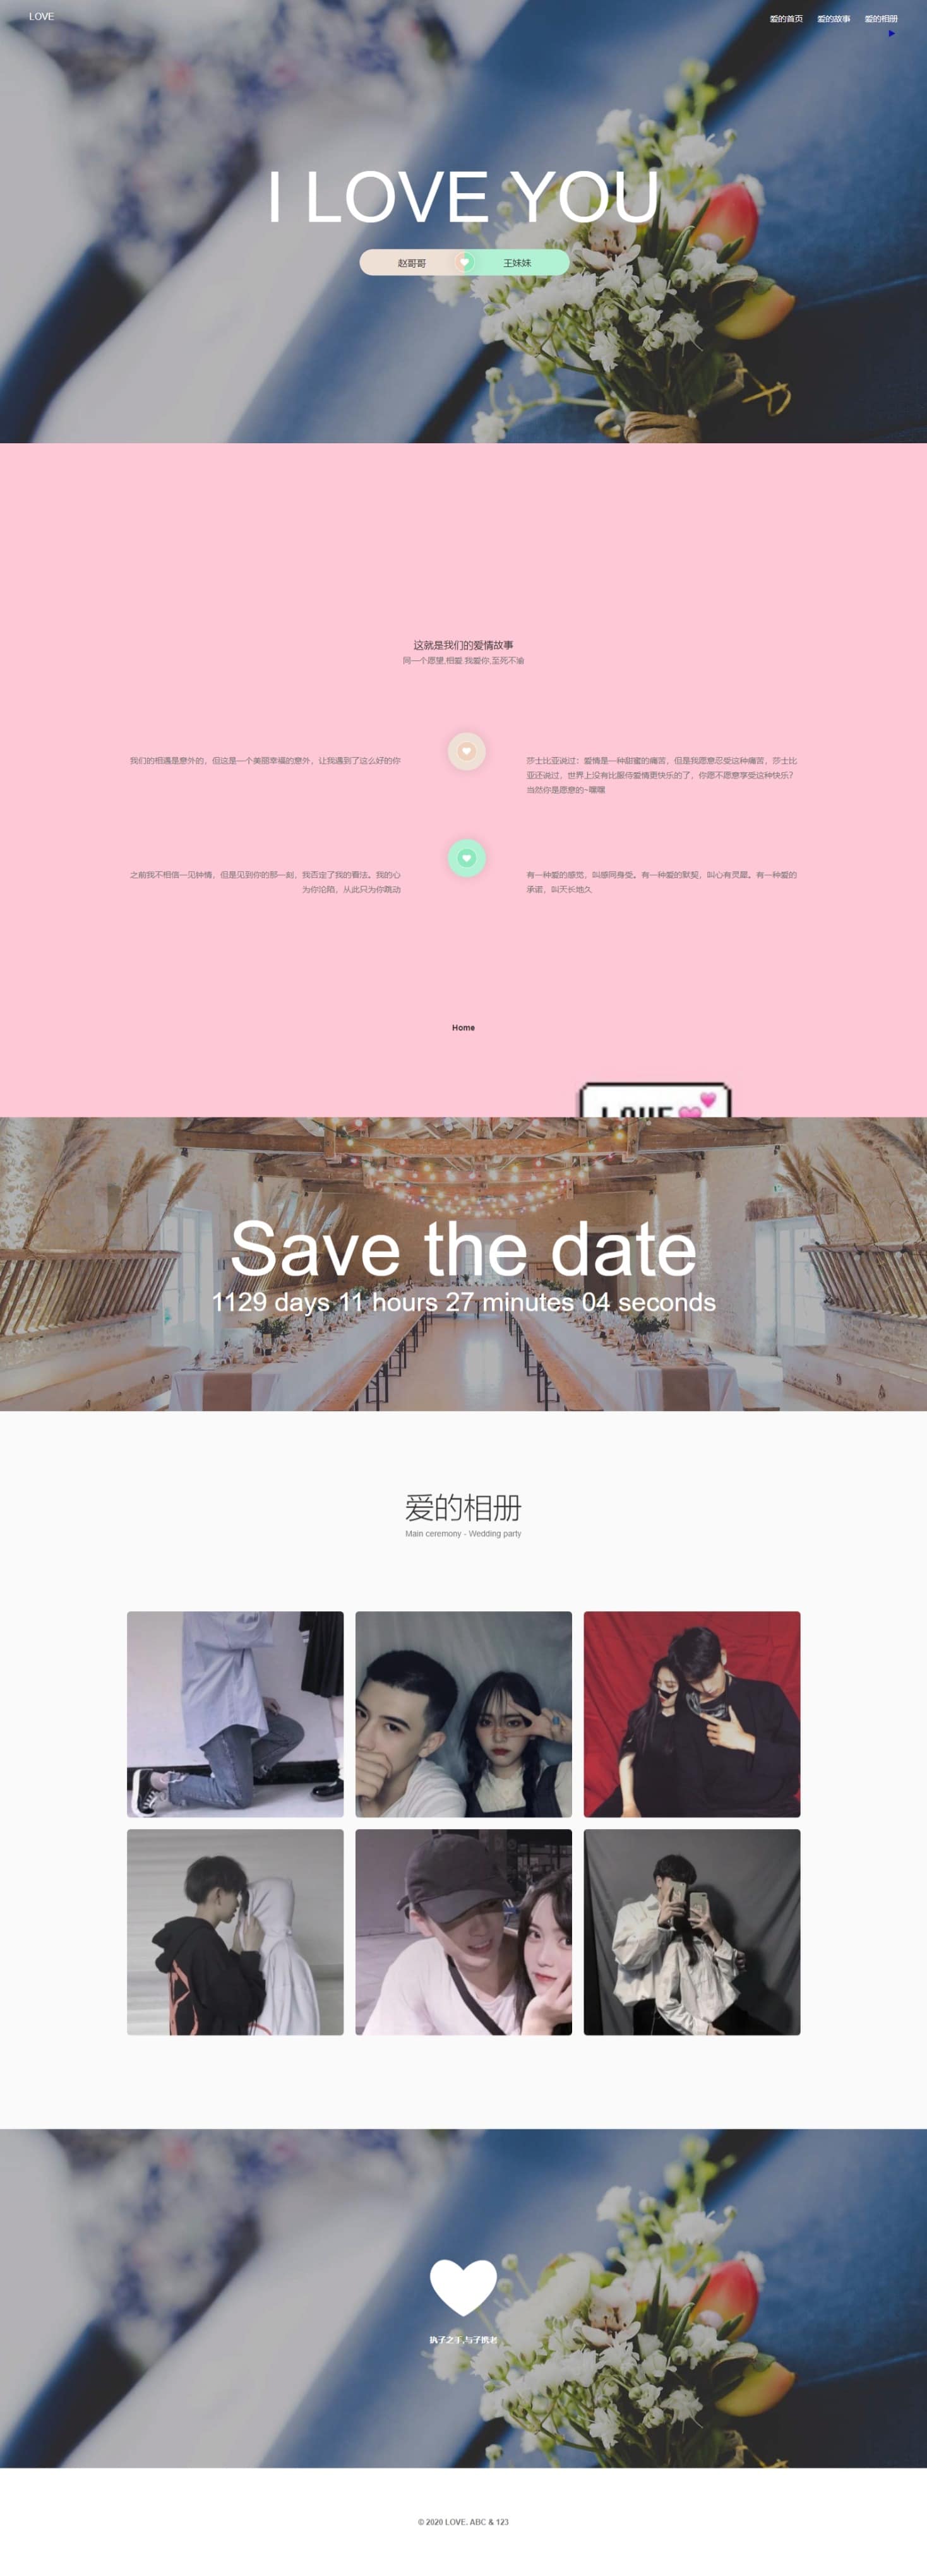 LOVE
爱的首页 爱的故事 爱的相册
I LOVE YOU
赵哥哥 王妹妹
这就是我们的爱情故事
同一个愿望,相爱,我爱你,至死不渝
我们的相遇是意外的，但这是一个美丽幸福的意外，让我遇到了这么好的你
莎士比亚说过：爱情是一种甜蜜的痛苦，但是我愿意忍受这种痛苦，莎士比
亚还说过，世界上没有比服侍爱情更快乐的了，你愿不愿意享受这种快乐?
当然你是愿意的~嘿嘿
之前我不相信一见钟情，但是见到你的那一刻，我否定了我的看法。我的心
为你沦陷，从此只为你跳动
有一种爱的感觉，叫感同身受。有一种爱的默契，叫心有灵犀。有一种爱的
承诺，叫天长地久
Home
LOVE
Save the date
1129 days 11 hours 27 minutes 04 seconds
爱的相册
Main ceremony - Wedding party
执子之手,与子携老
© 2020 LOVE. ABC & 123